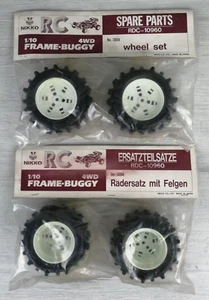 NIKKO
RC
SPARE PARTS
RDC-10960
1/10
4WD
FRAME-BUGGY
wheel set
NIKKO
RC
ERSATZTEILSÄTZE
RDC-10960
1/10
4WD
FRAME-BUGGY
Radersatz mit Felgen